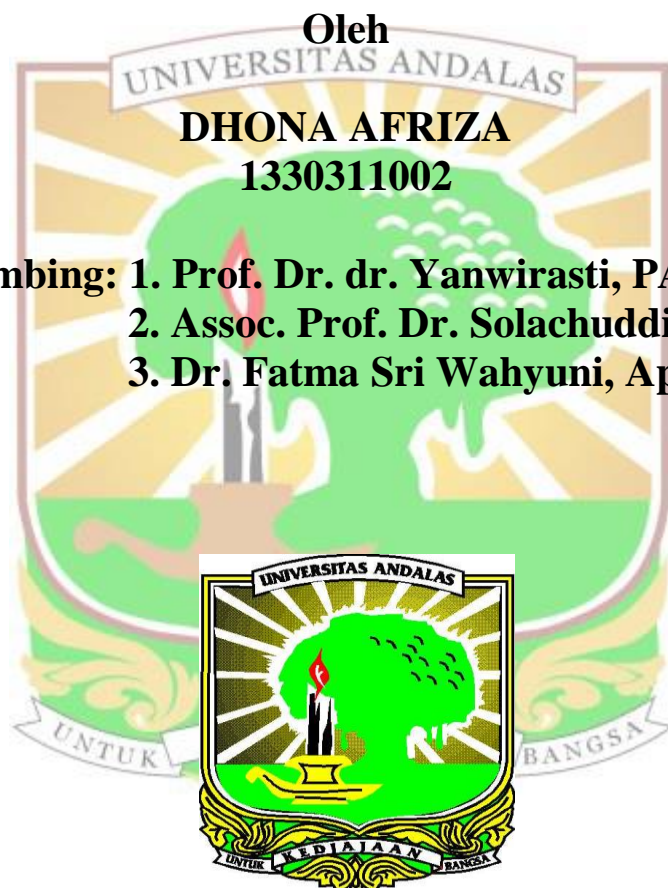 Oleh
UNIVERSITAS ANDALAS
DHONA AFRIZA
1330311002
mbing: 1. Prof. Dr. dr. Yanwirasti, PA
2. Assoc. Prof. Dr. Solachuddi
3. Dr. Fatma Sri Wahyuni, Ap
UNIVERSITAS ANDALAS
UNTUK BANGSA
UNTUK KEDJAJAAN BANGSA